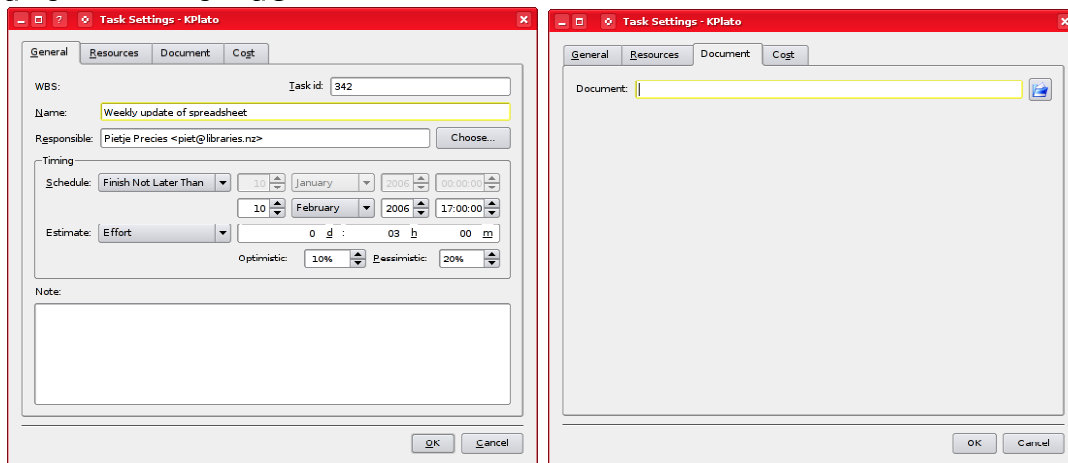 Task Settings - KPlato
General Resources Document Cost
WBS: Task id: 342
Name: Weekly update of spreadsheet
Responsible: Pietje Precies <piet@libraries.nz> Choose...
Timing
Schedule: Finish Not Later Than 10 January 2006 00:00:00
10 February 2006 17:00:00
Estimate: Effort 0 d : 03 h 00 m
Optimistic: 10% Pessimistic: 20%
Note:
OK Cancel
Task Settings - KPlato
General Resources Document Cost
Document:
OK Cancel